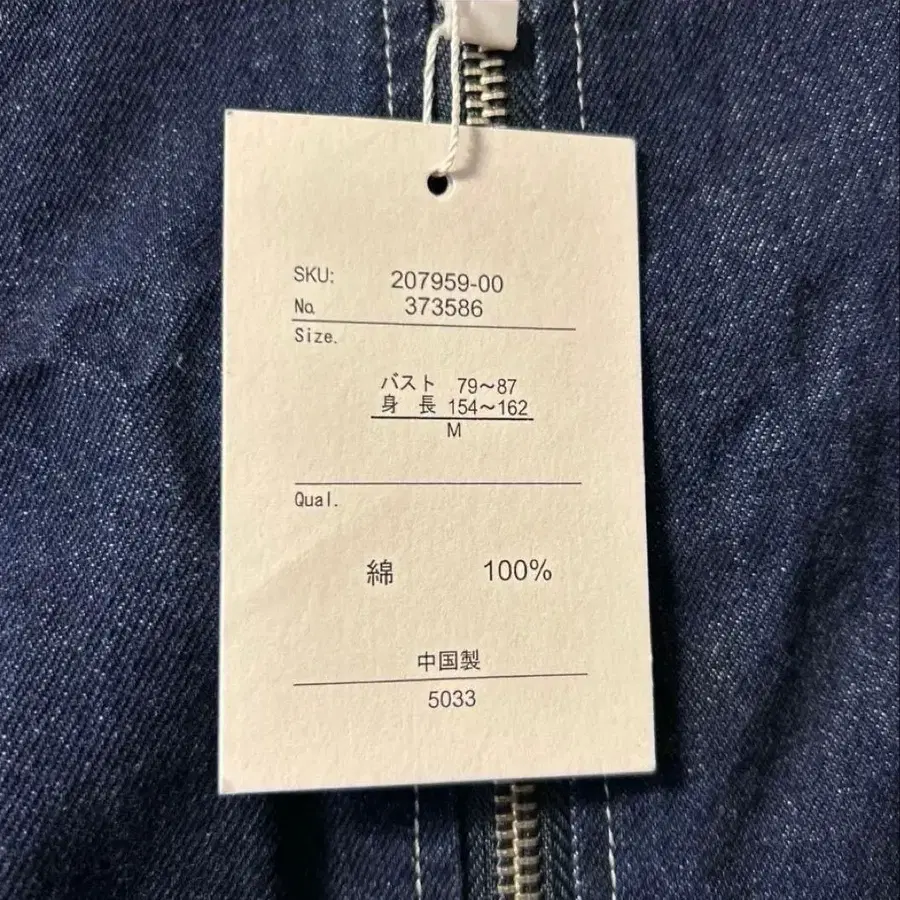 SKU: 207959-00
No. 373586
Size.
バスト 79～87
身 長 154～162
M
Qual.
綿 100%
中国製
5033